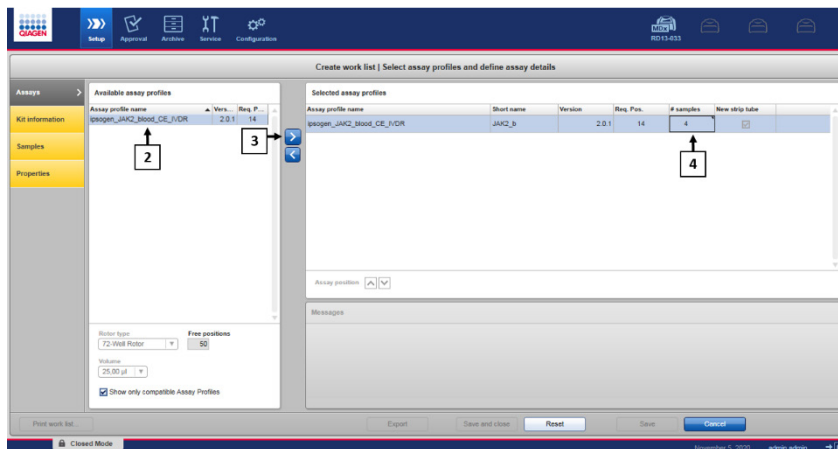 QIAGEN
Setup Approval Archive Service Configuration
MDx
RD13-033
Create work list | Select assay profiles and define assay details
Assays
Kit information
Samples
Properties
Available assay profiles
Assay profile name Vers... Req. P...
ipsogen_JAK2_blood_CE_IVDR 2.0.1 14
2
3
Rotor type Free positions
72-Well Rotor 50
Volume
25,00 µl
Show only compatible Assay Profiles
Selected assay profiles
Assay profile name Short name Version Req. Pos. # samples New strip tube
ipsogen_JAK2_blood_CE_IVDR JAK2_b 2.0.1 14 4
4
Assay position
Messages
Print work list... Export Save and close Reset Save Cancel
Closed Mode
November 5, 2020 admin admin